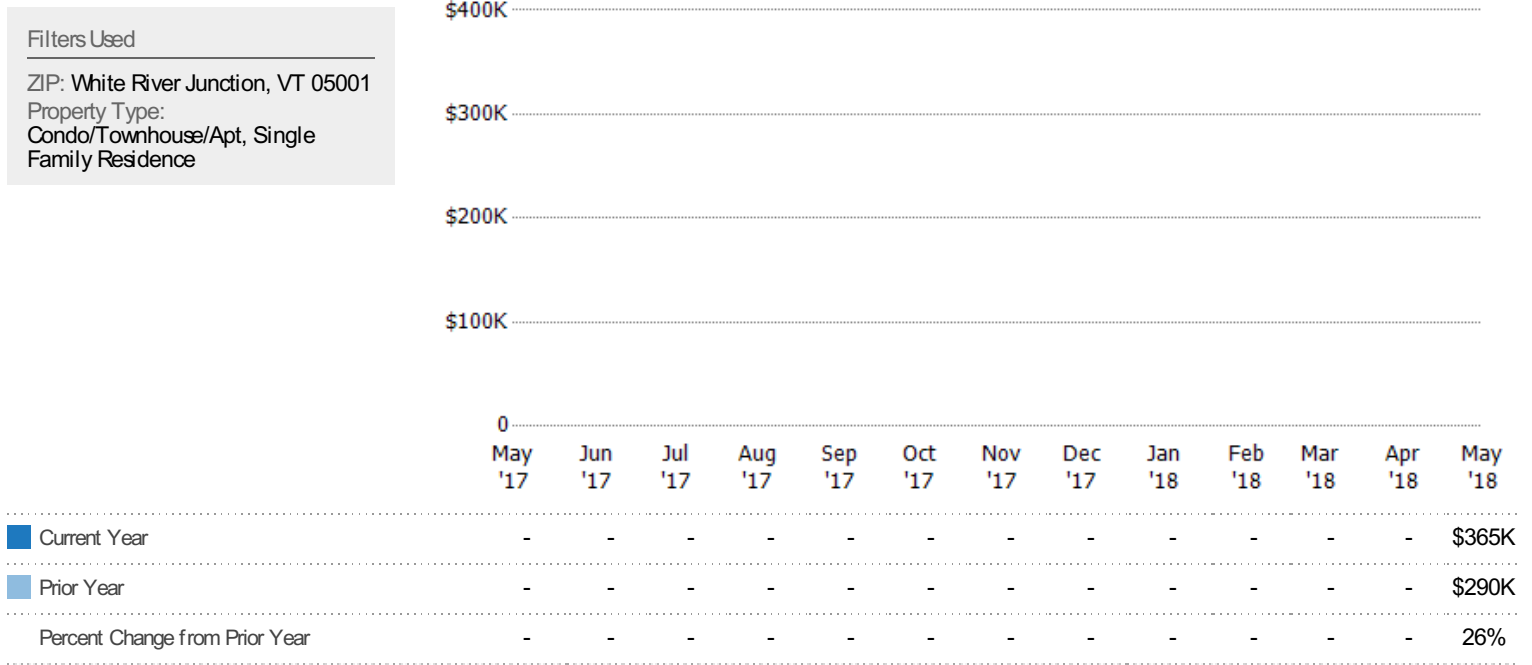 Filters Used
ZIP: White River Junction, VT 05001
Property Type:
Condo/Townhouse/Apt, Single
Family Residence
$400K
$300K
$200K
$100K
0
May Jun Jul Aug Sep Oct Nov Dec Jan Feb Mar Apr May
'17 '17 '17 '17 '17 '17 '17 '17 '18 '18 '18 '18 '18
Current Year - - - - - - - - - - - - $365K
Prior Year - - - - - - - - - - - - $290K
Percent Change from Prior Year - - - - - - - - - - - - 26%